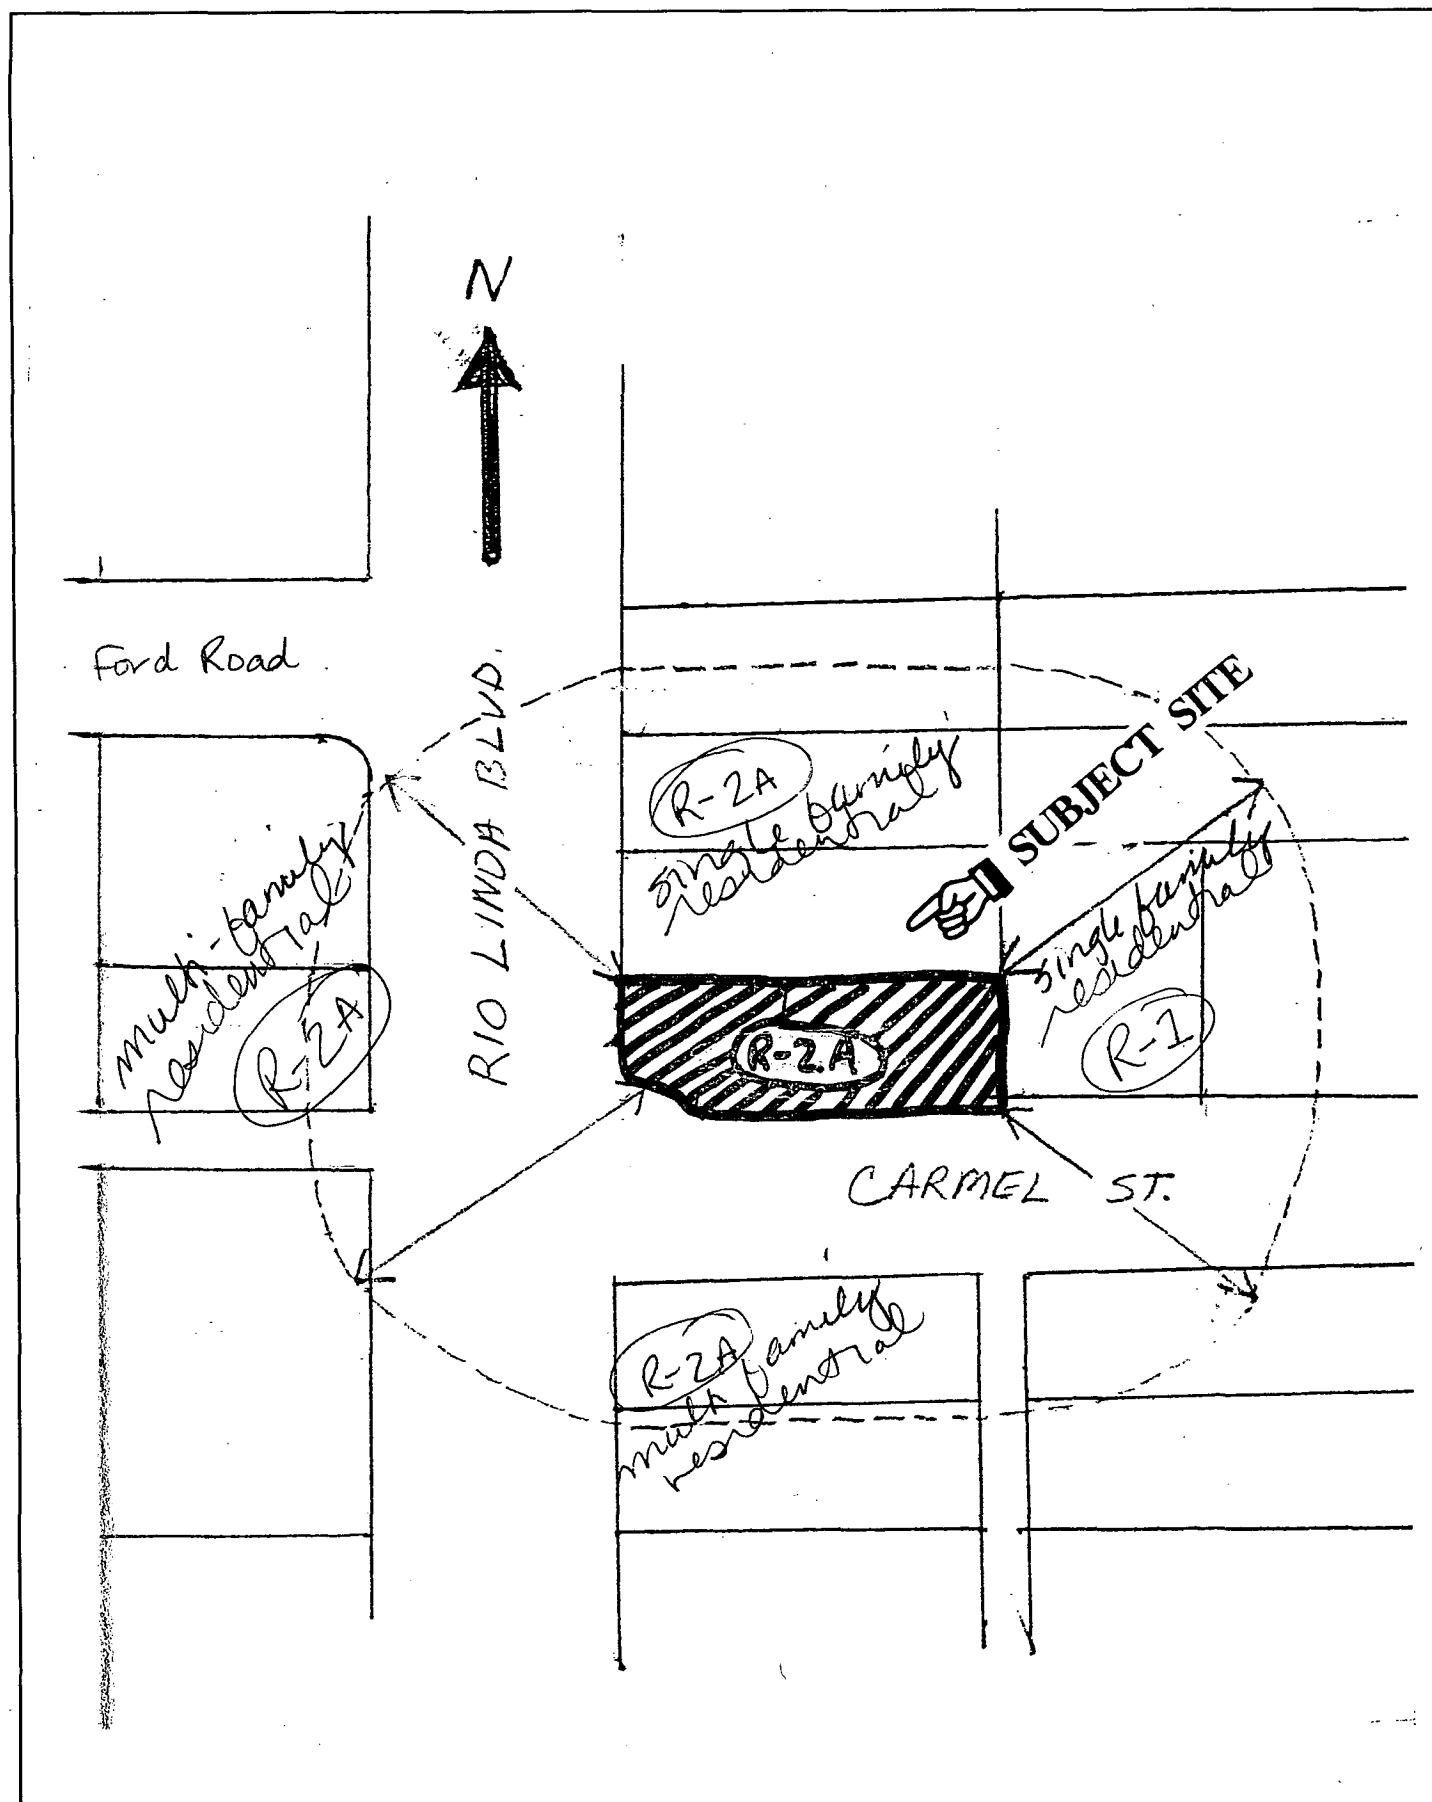 N
Ford Road
RIO LINDA BLVD.
SUBJECT SITE
R-2A
single family
residential
multi-family
residential
R-2A
single family
residential
R-1
R-2.A
CARMEL ST.
R-2A
multi family
residential